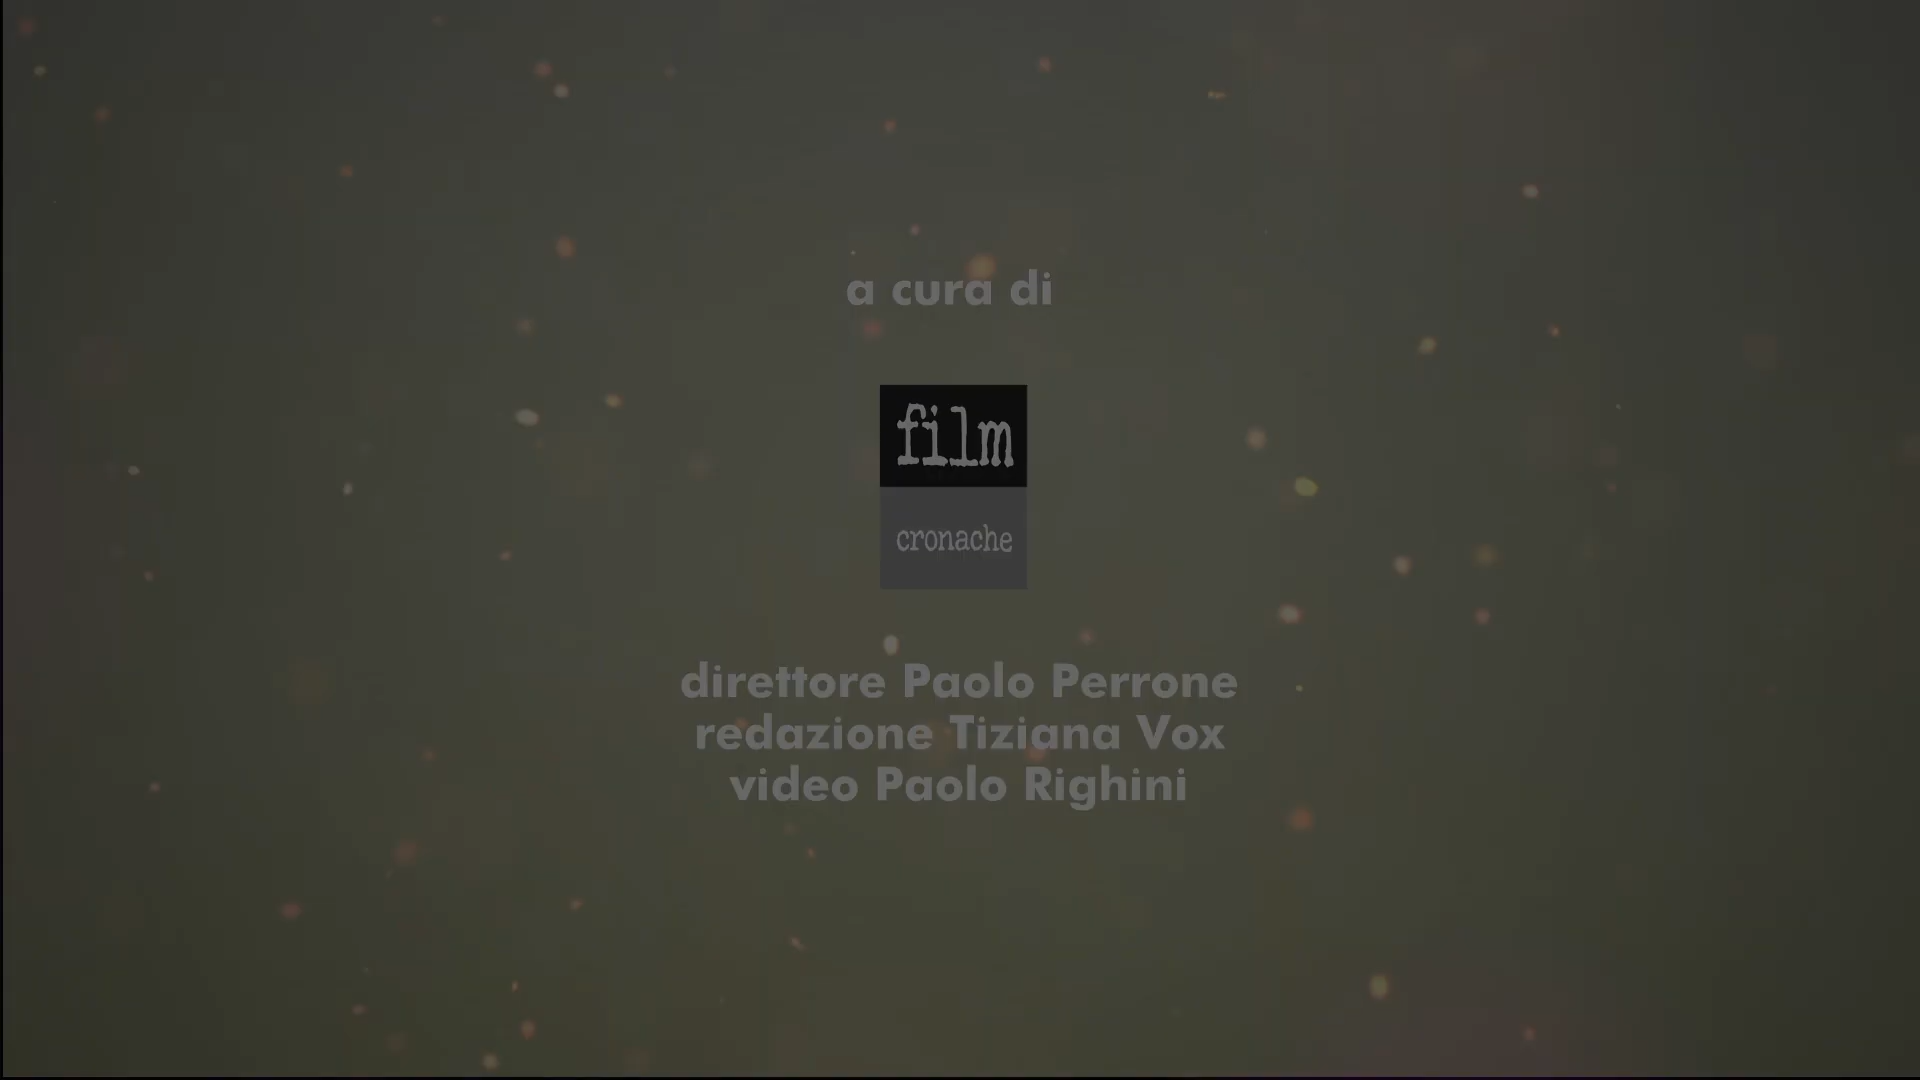 a cura di
film
cronache
direttore Paolo Perrone
redazione Tiziana Vox
video Paolo Righini